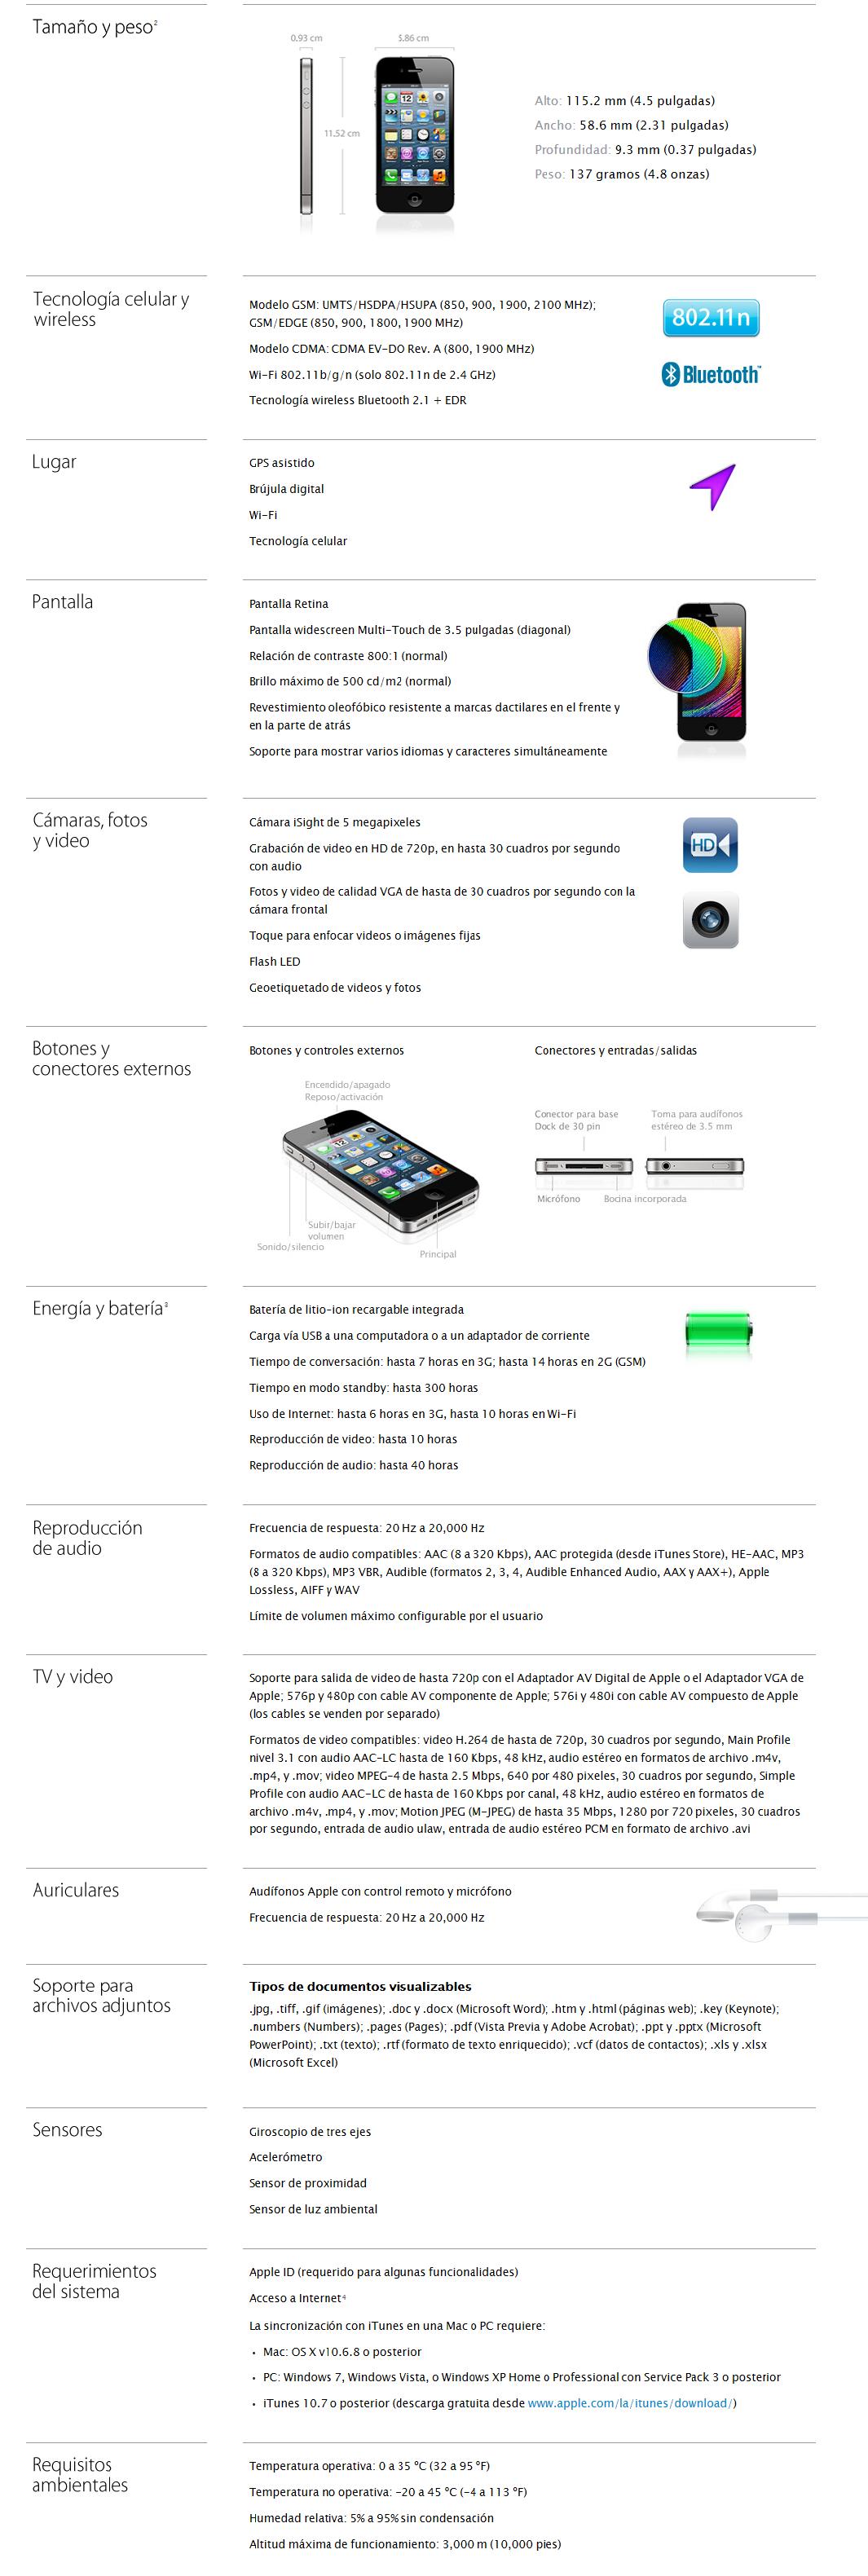 Tamaño y peso²
0.93 cm
5.86 cm
11.52 cm
Alto: 115.2 mm (4.5 pulgadas)
Ancho: 58.6 mm (2.31 pulgadas)
Profundidad: 9.3 mm (0.37 pulgadas)
Peso: 137 gramos (4.8 onzas)
Tecnología celular y
wireless
Modelo GSM: UMTS/HSDPA/HSUPA (850, 900, 1900, 2100 MHz);
GSM/EDGE (850, 900, 1800, 1900 MHz)
Modelo CDMA: CDMA EV-DO Rev. A (800, 1900 MHz)
Wi-Fi 802.11b/g/n (solo 802.11n de 2.4 GHz)
Tecnología wireless Bluetooth 2.1 + EDR
802.11n
Bluetooth™
Lugar
GPS asistido
Brújula digital
Wi-Fi
Tecnología celular
Pantalla
Pantalla Retina
Pantalla widescreen Multi-Touch de 3.5 pulgadas (diagonal)
Relación de contraste 800:1 (normal)
Brillo máximo de 500 cd/m2 (normal)
Revestimiento oleofóbico resistente a marcas dactilares en el frente y
en la parte de atrás
Soporte para mostrar varios idiomas y caracteres simultáneamente
Cámaras, fotos
y video
Cámara iSight de 5 megapixeles
Grabación de video en HD de 720p, en hasta 30 cuadros por segundo
con audio
Fotos y video de calidad VGA de hasta de 30 cuadros por segundo con la
cámara frontal
Toque para enfocar videos o imágenes fijas
Flash LED
Geoetiquetado de videos y fotos
HD
Botones y
conectores externos
Botones y controles externos
Encendido/apagado
Reposo/activación
Subir/bajar
volumen
Sonido/silencio
Principal
Conectores y entradas/salidas
Conector para base
Dock de 30 pin
Toma para audífonos
estéreo de 3.5 mm
Micrófono
Bocina incorporada
Energía y batería³
Batería de litio-ion recargable integrada
Carga vía USB a una computadora o a un adaptador de corriente
Tiempo de conversación: hasta 7 horas en 3G; hasta 14 horas en 2G (GSM)
Tiempo en modo standby: hasta 300 horas
Uso de Internet: hasta 6 horas en 3G, hasta 10 horas en Wi-Fi
Reproducción de video: hasta 10 horas
Reproducción de audio: hasta 40 horas
Reproducción
de audio
Frecuencia de respuesta: 20 Hz a 20,000 Hz
Formatos de audio compatibles: AAC (8 a 320 Kbps), AAC protegida (desde iTunes Store), HE-AAC, MP3
(8 a 320 Kbps), MP3 VBR, Audible (formatos 2, 3, 4, Audible Enhanced Audio, AAX y AAX+), Apple
Lossless, AIFF y WAV
Límite de volumen máximo configurable por el usuario
TV y video
Soporte para salida de video de hasta 720p con el Adaptador AV Digital de Apple o el Adaptador VGA de
Apple; 576p y 480p con cable AV componente de Apple; 576i y 480i con cable AV compuesto de Apple
(los cables se venden por separado)
Formatos de video compatibles: video H.264 de hasta de 720p, 30 cuadros por segundo, Main Profile
nivel 3.1 con audio AAC-LC hasta de 160 Kbps, 48 kHz, audio estéreo en formatos de archivo .m4v,
.mp4, y .mov; video MPEG-4 de hasta 2.5 Mbps, 640 por 480 pixeles, 30 cuadros por segundo, Simple
Profile con audio AAC-LC de hasta de 160 Kbps por canal, 48 kHz, audio estéreo en formatos de
archivo .m4v, .mp4, y .mov; Motion JPEG (M-JPEG) de hasta 35 Mbps, 1280 por 720 pixeles, 30 cuadros
por segundo, entrada de audio ulaw, entrada de audio estéreo PCM en formato de archivo .avi
Auriculares
Audífonos Apple con control remoto y micrófono
Frecuencia de respuesta: 20 Hz a 20,000 Hz
Soporte para
archivos adjuntos
Tipos de documentos visualizables
.jpg, .tiff, .gif (imágenes); .doc y .docx (Microsoft Word); .htm y .html (páginas web); .key (Keynote);
.numbers (Numbers); .pages (Pages); .pdf (Vista Previa y Adobe Acrobat); .ppt y .pptx (Microsoft
PowerPoint); .txt (texto); .rtf (formato de texto enriquecido); .vcf (datos de contactos); .xls y .xlsx
(Microsoft Excel)
Sensores
Giroscopio de tres ejes
Acelerómetro
Sensor de proximidad
Sensor de luz ambiental
Requerimientos
del sistema
Apple ID (requerido para algunas funcionalidades)
Acceso a Internet⁴
La sincronización con iTunes en una Mac o PC requiere:
• Mac: OS X v10.6.8 o posterior
• PC: Windows 7, Windows Vista, o Windows XP Home o Professional con Service Pack 3 o posterior
• iTunes 10.7 o posterior (descarga gratuita desde www.apple.com/la/itunes/download/)
Requisitos
ambientales
Temperatura operativa: 0 a 35 °C (32 a 95 °F)
Temperatura no operativa: -20 a 45 °C (-4 a 113 °F)
Humedad relativa: 5% a 95% sin condensación
Altitud máxima de funcionamiento: 3,000 m (10,000 pies)